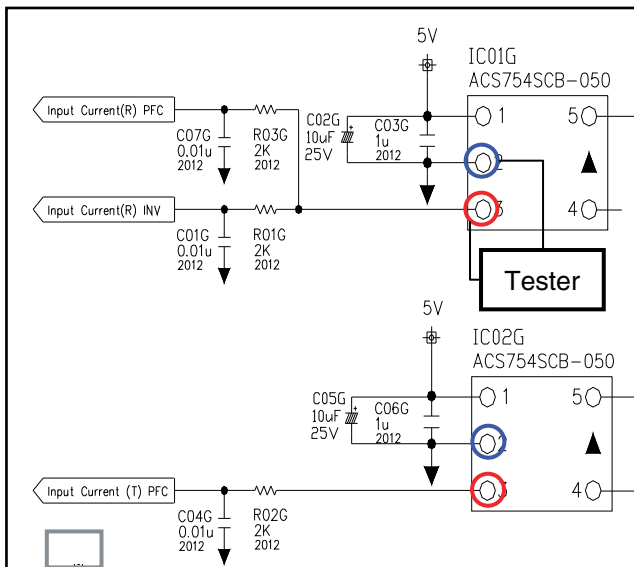 5V
IC01G
ACS754SCB-050
Input Current(R) PFC
C07G
0.01u
2012
R03G
2K
2012
C02G
10uF
25V
C03G
1u
2012
1
5
2
3
4
Input Current(R) INV
C01G
0.01u
2012
R01G
2K
2012
Tester
5V
IC02G
ACS754SCB-050
C05G
10uF
25V
C06G
1u
2012
1
5
2
3
4
Input Current (T) PFC
C04G
0.01u
2012
R02G
2K
2012